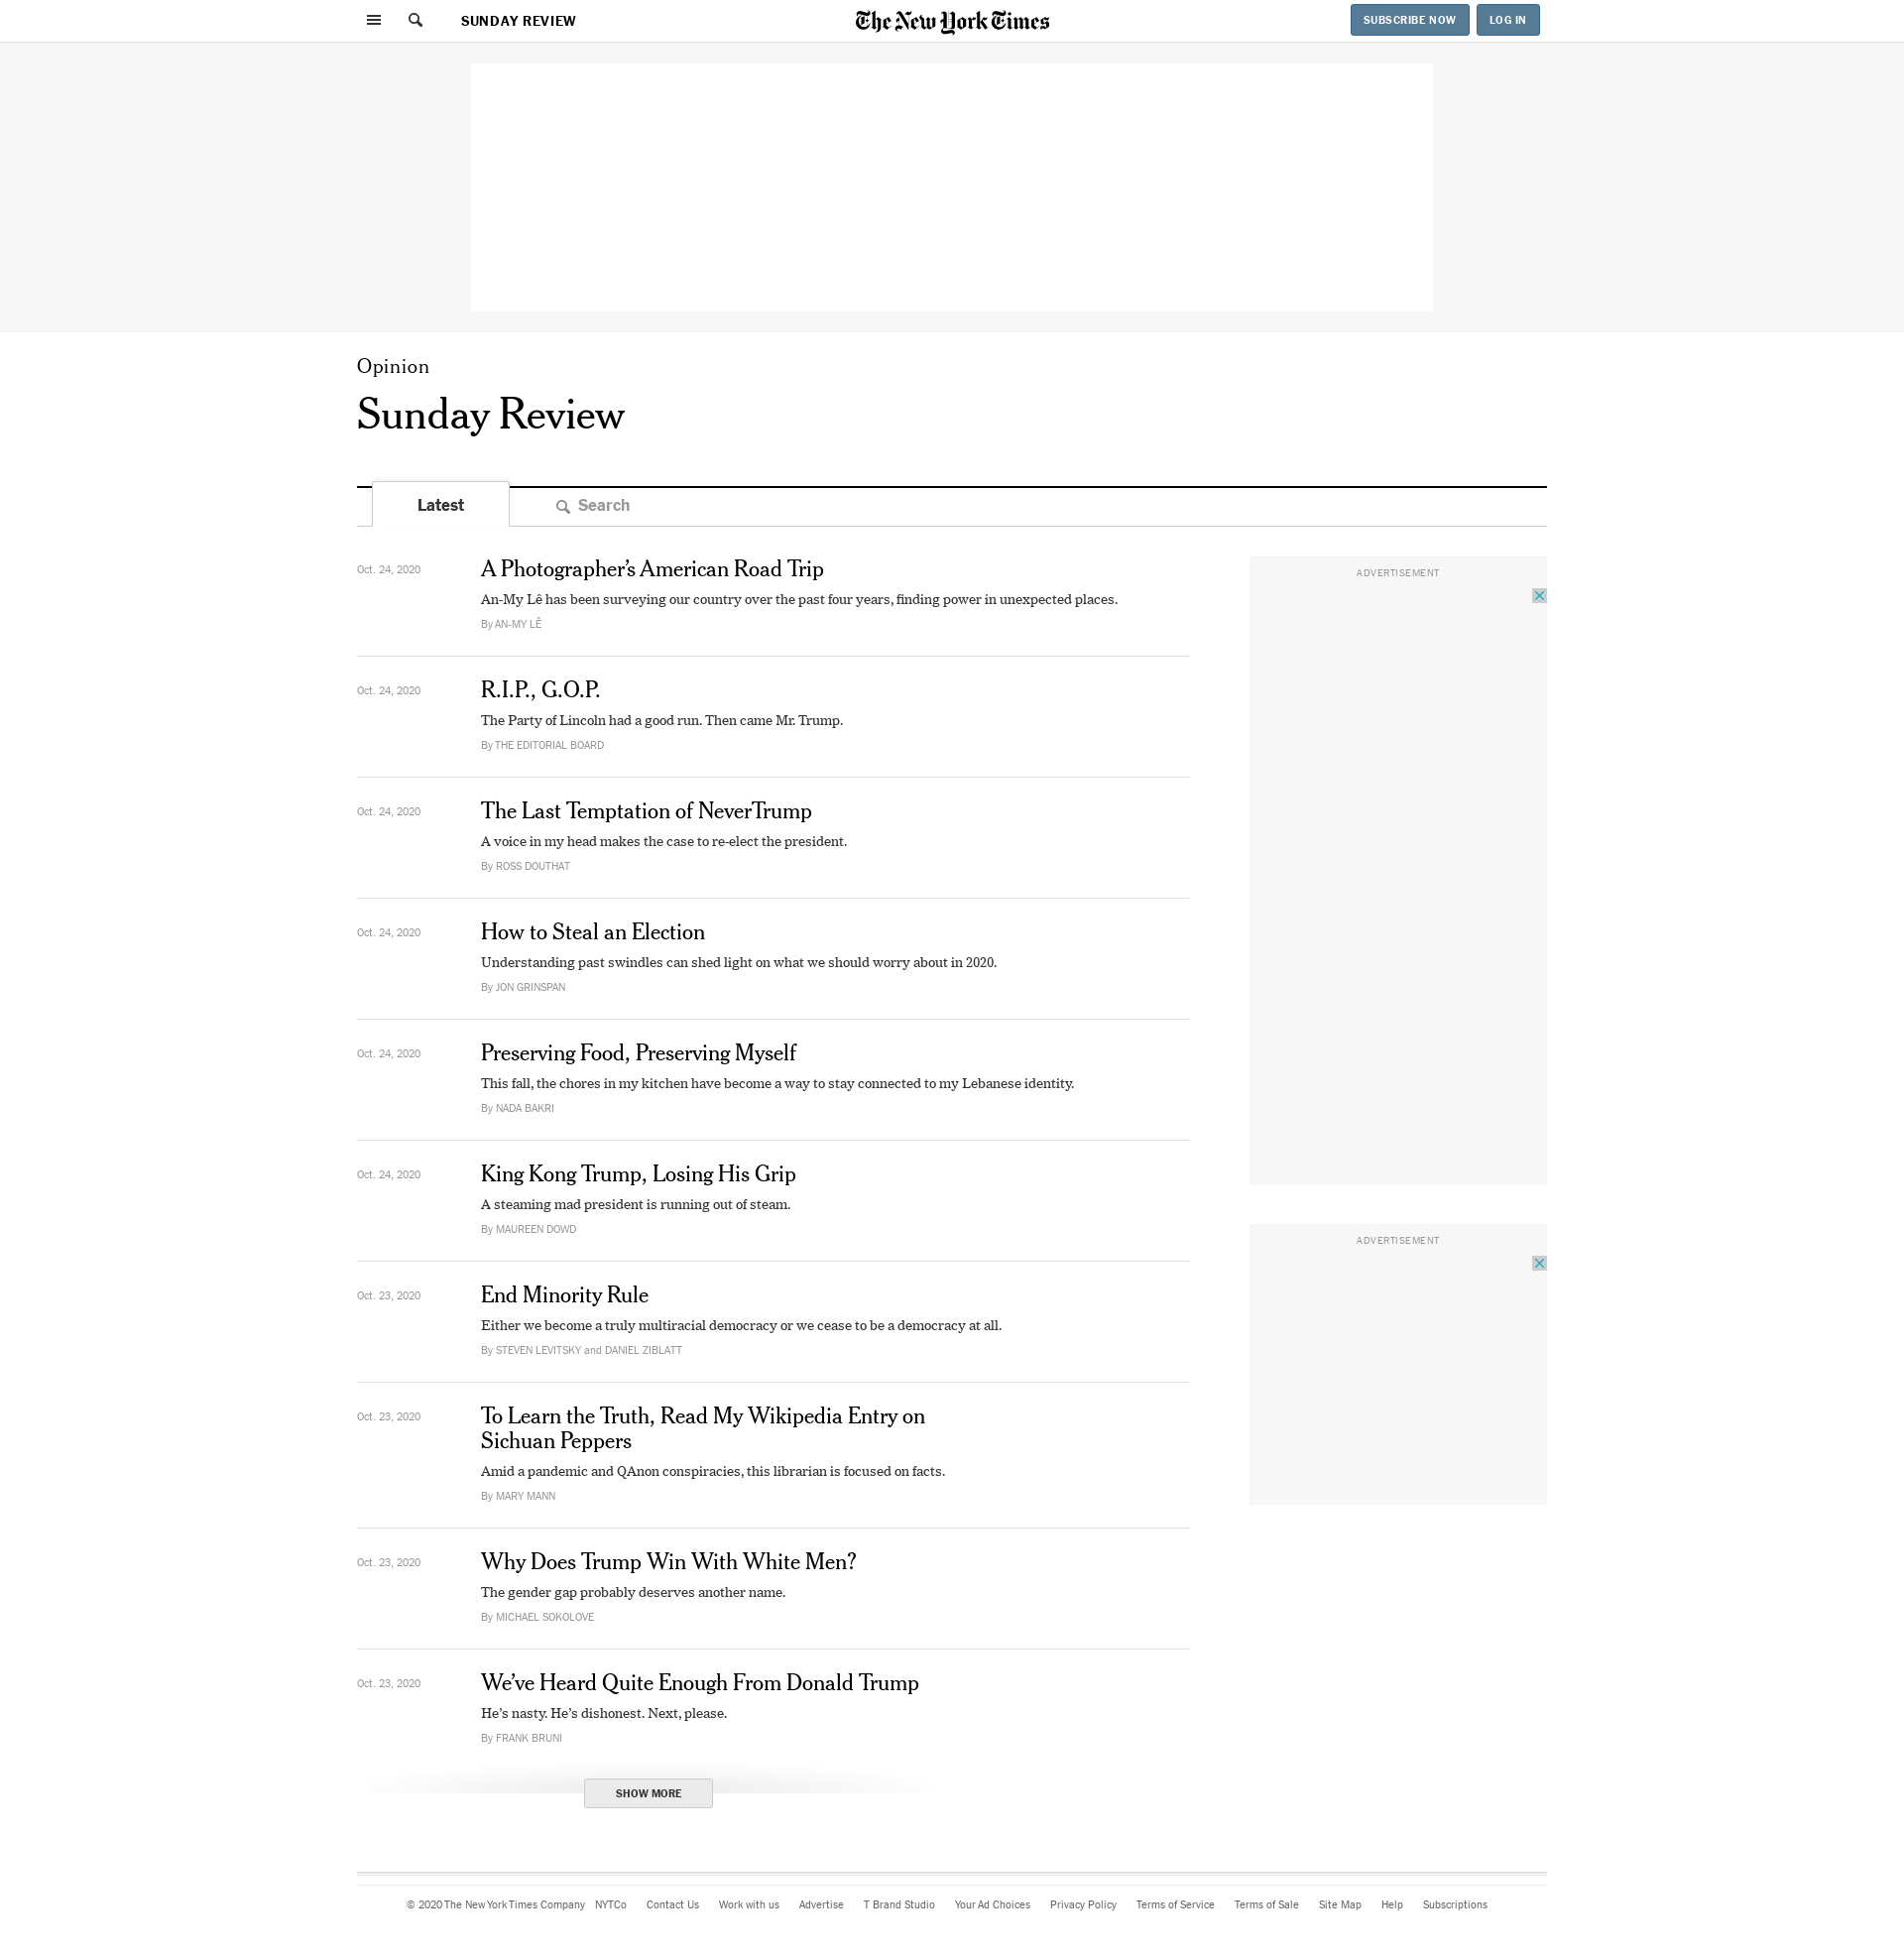 SUNDAY REVIEW
The New York Times
SUBSCRIBE NOW
LOG IN
Opinion
Sunday Review
Latest
Search
Oct. 24, 2020
A Photographer’s American Road Trip
An-My Lê has been surveying our country over the past four years, finding power in unexpected places.
By AN-MY LÊ
Oct. 24, 2020
R.I.P., G.O.P.
The Party of Lincoln had a good run. Then came Mr. Trump.
By THE EDITORIAL BOARD
Oct. 24, 2020
The Last Temptation of NeverTrump
A voice in my head makes the case to re-elect the president.
By ROSS DOUTHAT
Oct. 24, 2020
How to Steal an Election
Understanding past swindles can shed light on what we should worry about in 2020.
By JON GRINSPAN
Oct. 24, 2020
Preserving Food, Preserving Myself
This fall, the chores in my kitchen have become a way to stay connected to my Lebanese identity.
By NADA BAKRI
Oct. 24, 2020
King Kong Trump, Losing His Grip
A steaming mad president is running out of steam.
By MAUREEN DOWD
Oct. 23, 2020
End Minority Rule
Either we become a truly multiracial democracy or we cease to be a democracy at all.
By STEVEN LEVITSKY and DANIEL ZIBLATT
Oct. 23, 2020
To Learn the Truth, Read My Wikipedia Entry on
Sichuan Peppers
Amid a pandemic and QAnon conspiracies, this librarian is focused on facts.
By MARY MANN
Oct. 23, 2020
Why Does Trump Win With White Men?
The gender gap probably deserves another name.
By MICHAEL SOKOLOVE
Oct. 23, 2020
We’ve Heard Quite Enough From Donald Trump
He’s nasty. He’s dishonest. Next, please.
By FRANK BRUNI
SHOW MORE
ADVERTISEMENT
ADVERTISEMENT
© 2020 The New York Times Company NYTCo Contact Us Work with us Advertise T Brand Studio Your Ad Choices Privacy Policy Terms of Service Terms of Sale Site Map Help Subscriptions